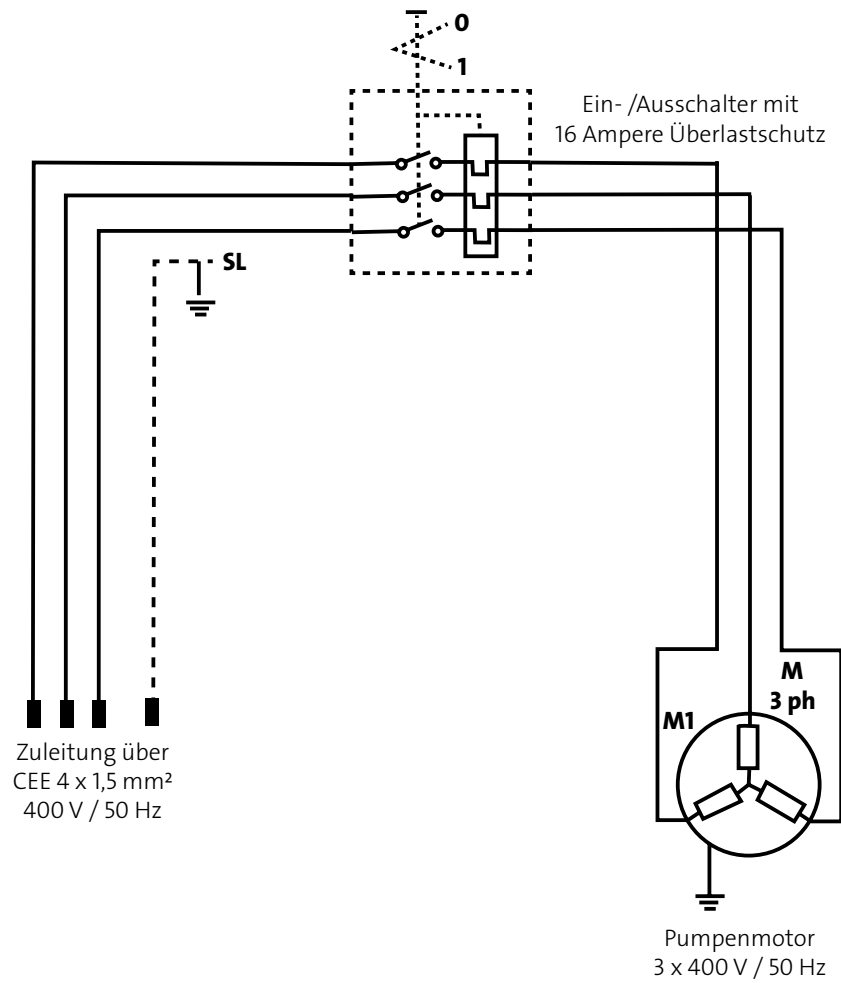 0
1
Ein- /Ausschalter mit
16 Ampere Überlastschutz
SL
M
3 ph
M1
Zuleitung über
CEE 4 x 1,5 mm²
400 V / 50 Hz
Pumpenmotor
3 x 400 V / 50 Hz